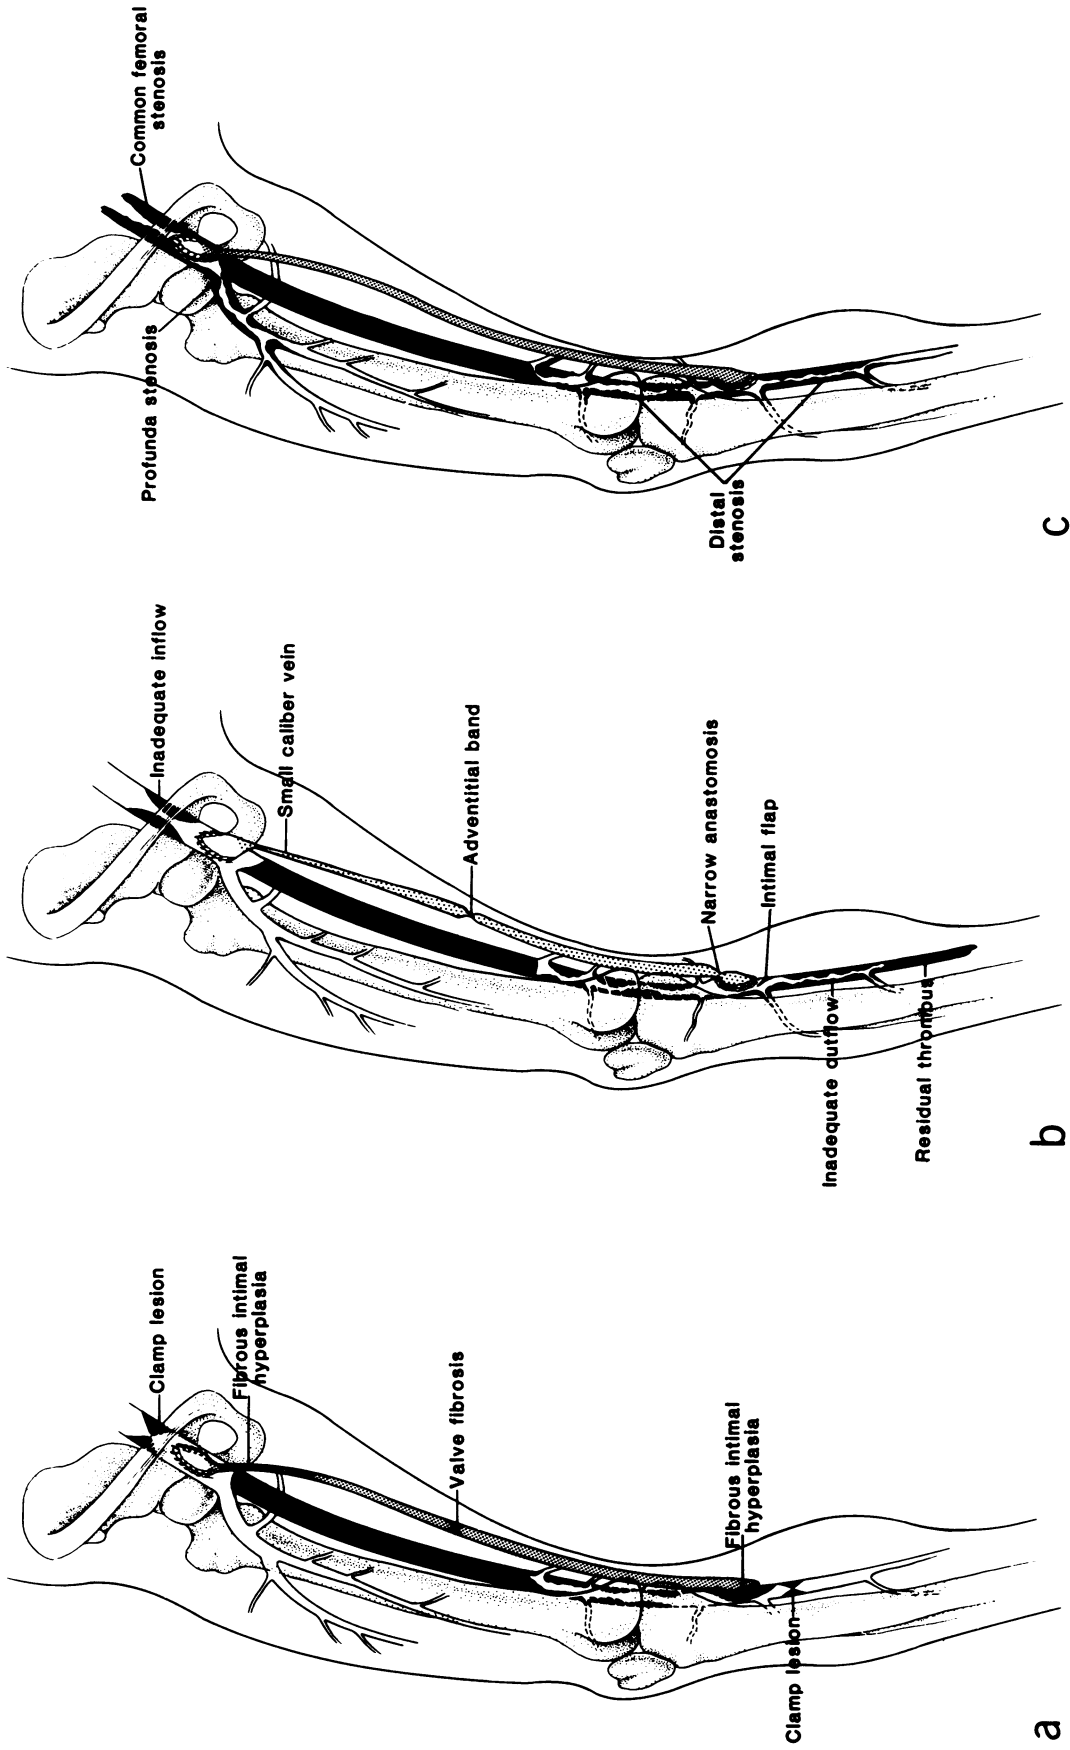 Clamp lesion
Fibrous intimal
hyperplasia
Valve fibrosis
Fibrous intimal
hyperplasia
Clamp lesion
a
Inadequate inflow
Small caliber vein
Adventitial band
Narrow anastomosis
Intimal flap
Inadequate outflow
Residual thrombus
b
Common femoral
stenosis
Profunda stenosis
Distal
stenosis
c